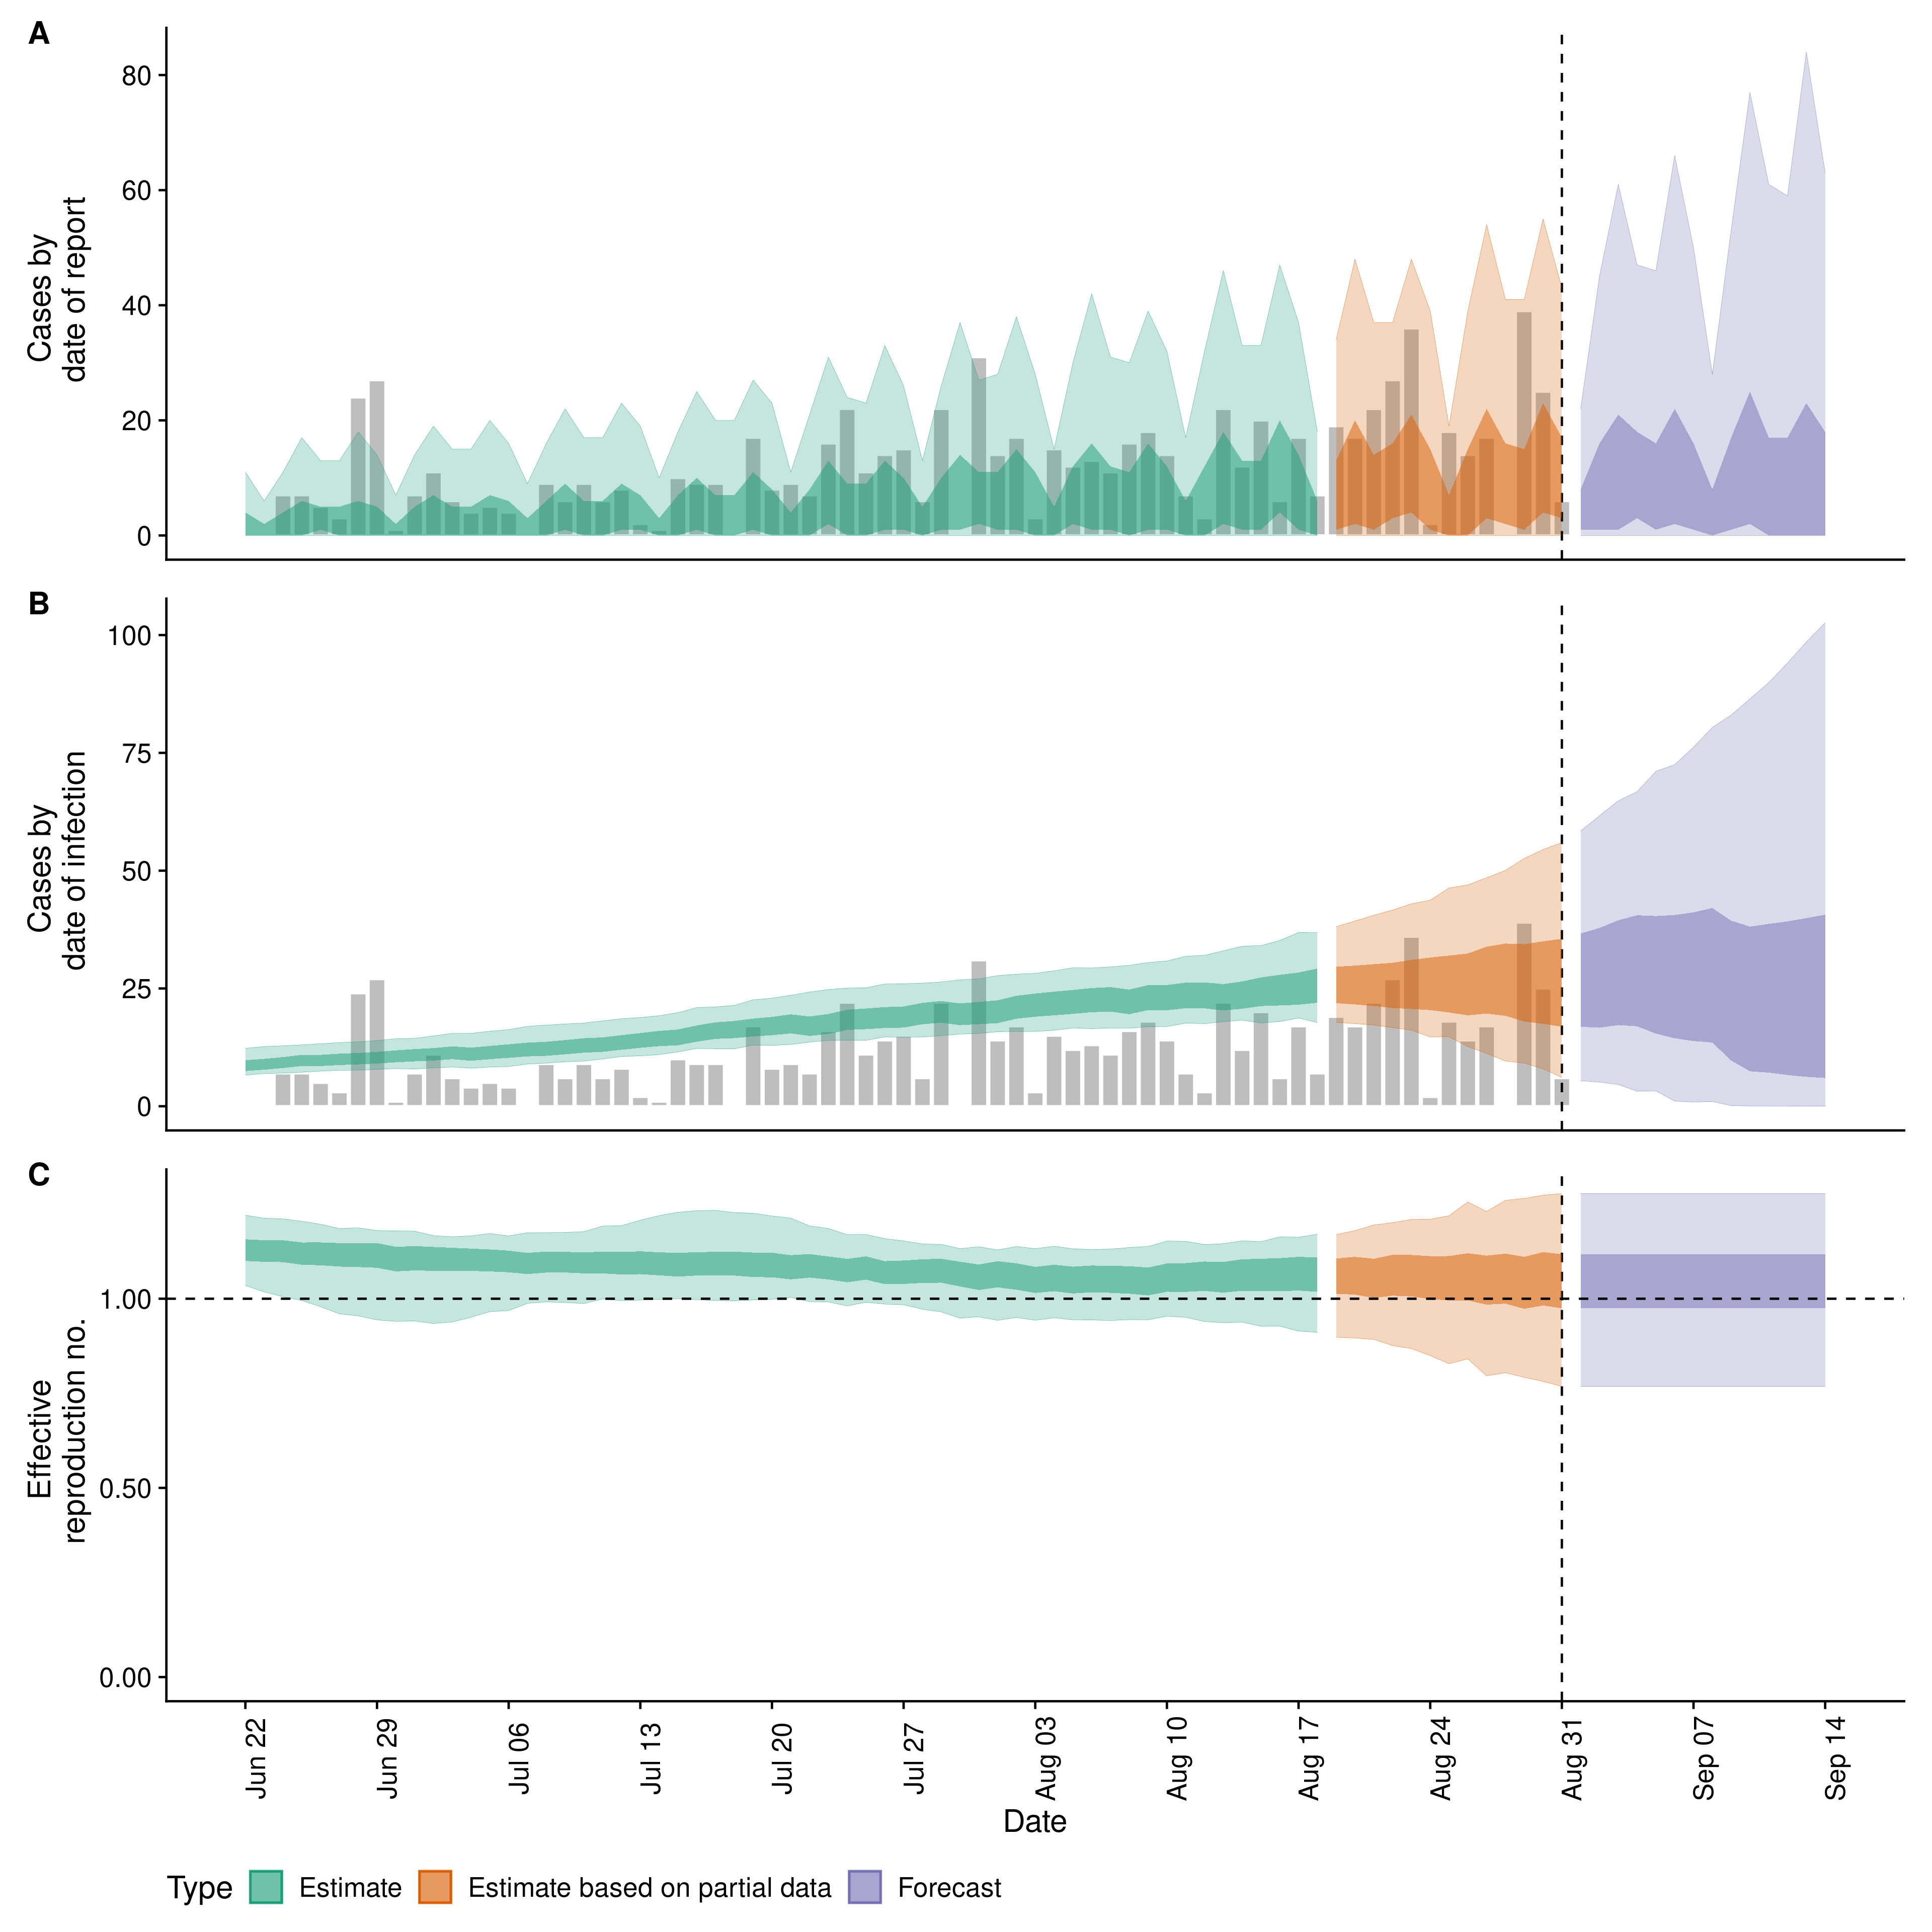 A
Cases by
date of report
80
60
40
20
0
B
Cases by
date of infection
100
75
50
25
0
C
Effective
reproduction no.
1.00
0.50
0.00
Jun 22
Jun 29
Jul 06
Jul 13
Jul 20
Jul 27
Aug 03
Aug 10
Aug 17
Aug 24
Aug 31
Sep 07
Sep 14
Date
Type Estimate Estimate based on partial data Forecast